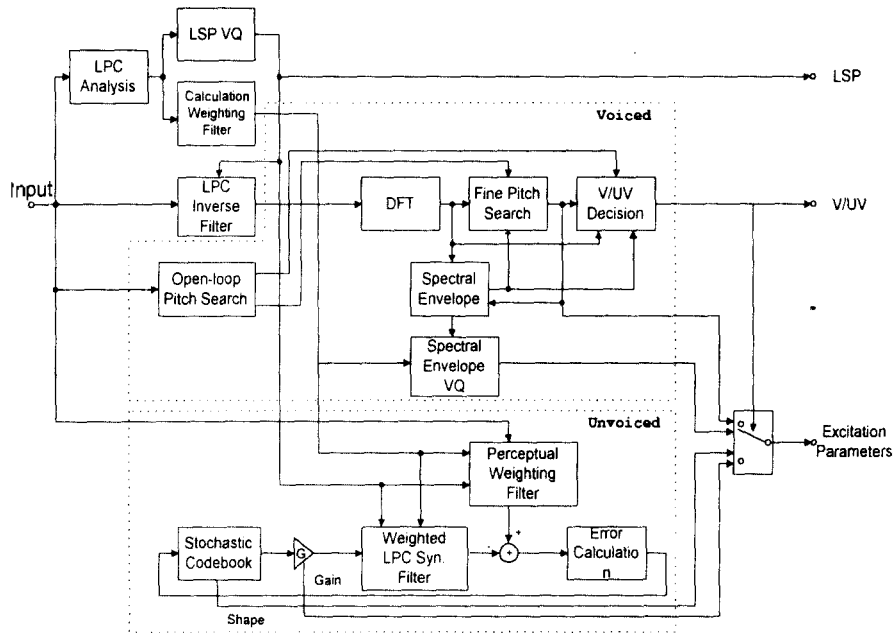 LSP VQ
LPC
Analysis
LSP
Calculation
Weighting
Filter
Voiced
Input
LPC
Inverse
Filter
DFT
Fine Pitch
Search
V/UV
Decision
V/UV
Open-loop
Pitch Search
Spectral
Envelope
Spectral
Envelope
VQ
Unvoiced
Excitation
Parameters
Perceptual
Weighting
Filter
Stochastic
Codebook
G
Weighted
LPC Syn.
Filter
+
-
+
Error
Calculatio
n
Gain
Shape